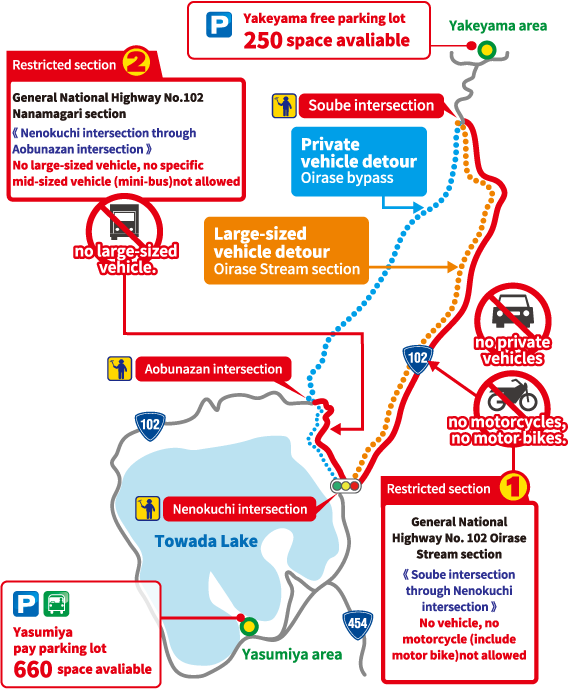 P
Yakeyama free parking lot
250 space avaliable
Yakeyama area
Restricted section 2
General National Highway No.102
Nanamagari section
《 Nenokuchi intersection through
Aobunazan intersection 》
No large-sized vehicle, no specific
mid-sized vehicle (mini-bus)not allowed
Soube intersection
Private
vehicle detour
Oirase bypass
Large-sized
vehicle detour
Oirase Stream section
no large-sized
vehicle.
no private
vehicles
102
no motorcycles,
no motor bikes.
Aobunazan intersection
102
Nenokuchi intersection
Towada Lake
Restricted section 1
General National
Highway No. 102 Oirase
Stream section
《 Soube intersection
through Nenokuchi
intersection 》
No vehicle, no
motorcycle (include
motor bike)not allowed
P
Yasumiya
pay parking lot
660 space avaliable
Yasumiya area
454